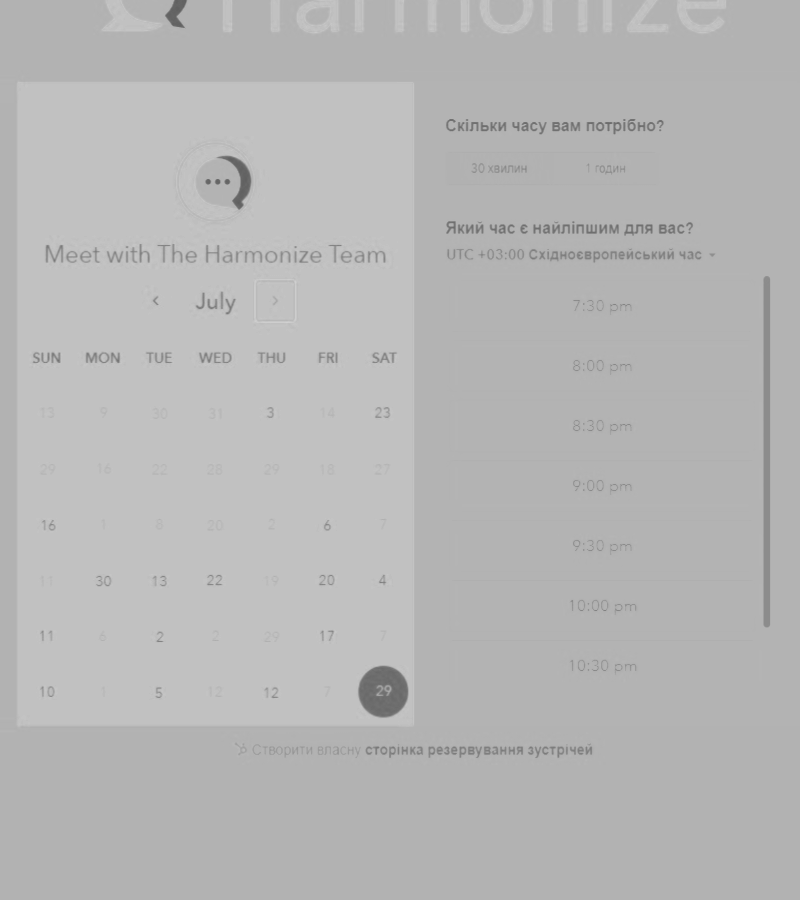 Harmonize
Meet with The Harmonize Team
July
SUN MON TUE WED THU FRI SAT
13 9 30 31 3 14 23
29 16 22 28 29 18 27
16 1 8 20 2 6 7
11 30 13 22 19 20 4
11 6 2 2 29 17 7
10 1 5 12 12 7 29
Скільки часу вам потрібно?
30 хвилин 1 годин
Який час є найліпшим для вас?
UTC +03:00 Східноєвропейський час
7:30 pm
8:00 pm
8:30 pm
9:00 pm
9:30 pm
10:00 pm
10:30 pm
Створити власну сторінка резервування зустрічей